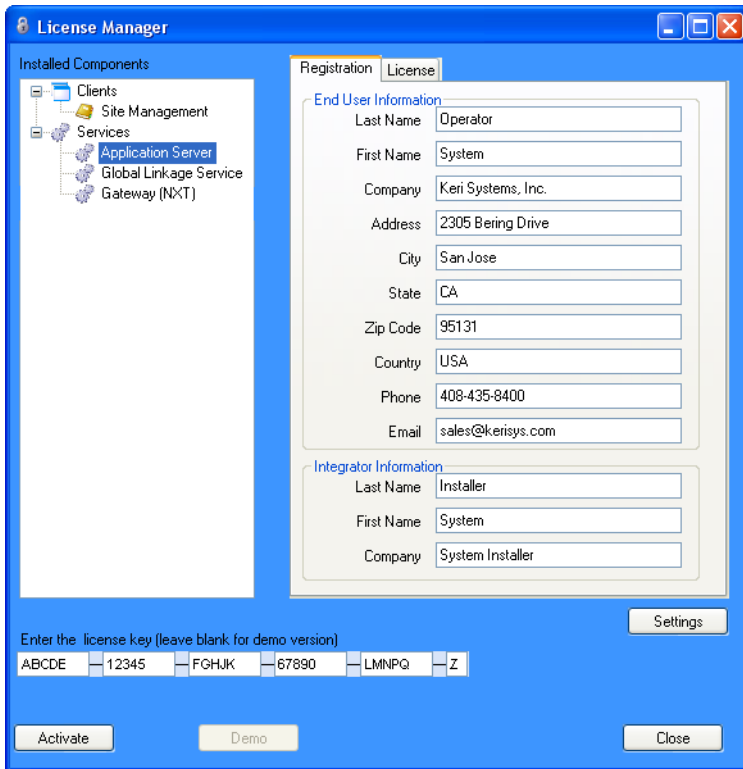 License Manager
Installed Components
Clients
Site Management
Services
Application Server
Global Linkage Service
Gateway (NXT)
Registration License
End User Information
Last Name Operator
First Name System
Company Keri Systems, Inc.
Address 2305 Bering Drive
City San Jose
State CA
Zip Code 95131
Country USA
Phone 408-435-8400
Email sales@kerisys.com
Integrator Information
Last Name Installer
First Name System
Company System Installer
Settings
Enter the license key (leave blank for demo version)
ABCDE — 12345 — FGHJK — 67890 — LMNPQ — Z
Activate Demo Close